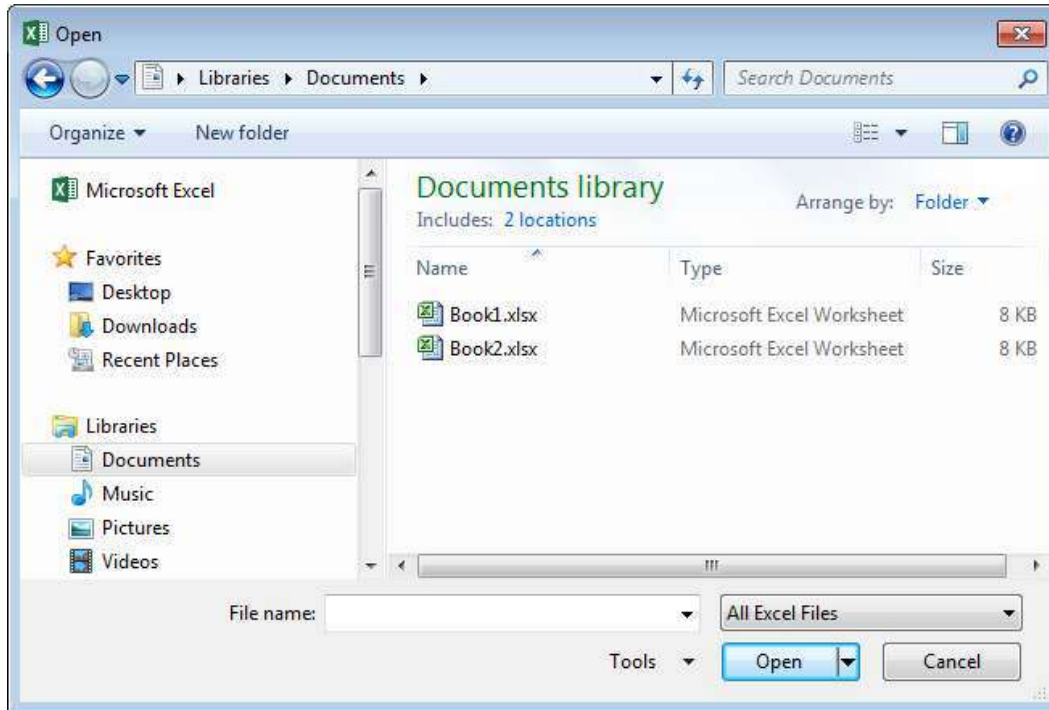 Open
Libraries Documents
Search Documents
Organize New folder
Microsoft Excel
Favorites
Desktop
Downloads
Recent Places
Libraries
Documents
Music
Pictures
Videos
Documents library
Includes: 2 locations
Arrange by: Folder
Name Type Size
Book1.xlsx Microsoft Excel Worksheet 8 KB
Book2.xlsx Microsoft Excel Worksheet 8 KB
File name: All Excel Files
Tools Open Cancel